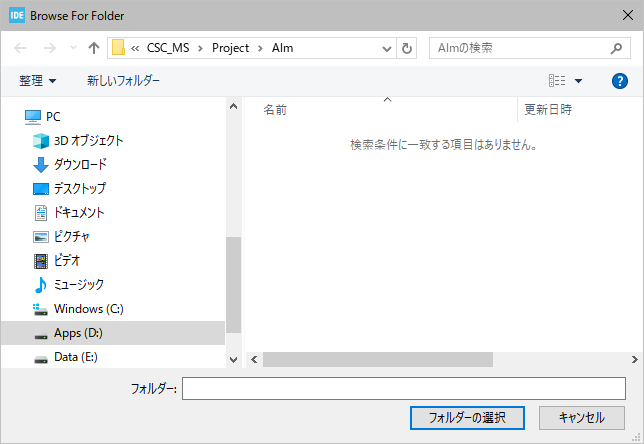 IDE Browse For Folder
« CSC_MS › Project › Alm
Almの検索
整理 新しいフォルダー ?
PC
3D オブジェクト
ダウンロード
デスクトップ
ドキュメント
ピクチャ
ビデオ
ミュージック
Windows (C:)
Apps (D:)
Data (E:)
名前 更新日時
検索条件に一致する項目はありません。
フォルダー:
フォルダーの選択 キャンセル